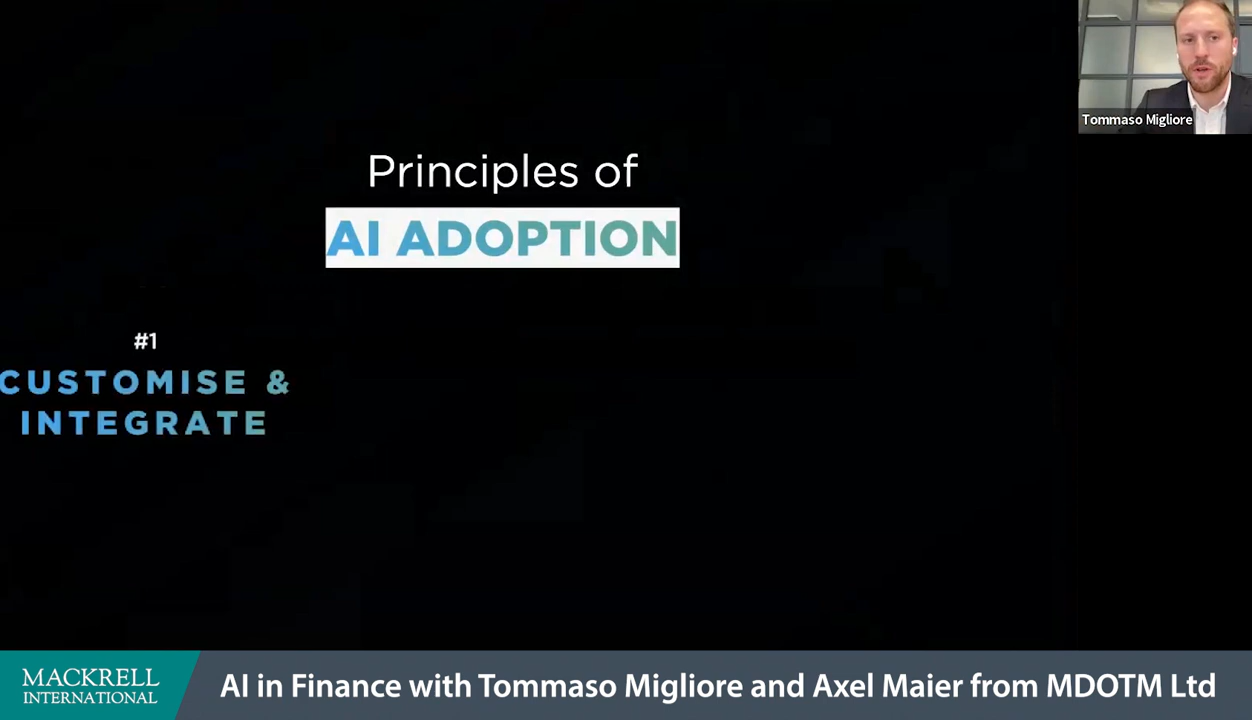 Tommaso Migliore
Principles of
AI ADOPTION
#1
CUSTOMISE &
INTEGRATE
MACKRELL
INTERNATIONAL
AI in Finance with Tommaso Migliore and Axel Maier from MDOTM Ltd